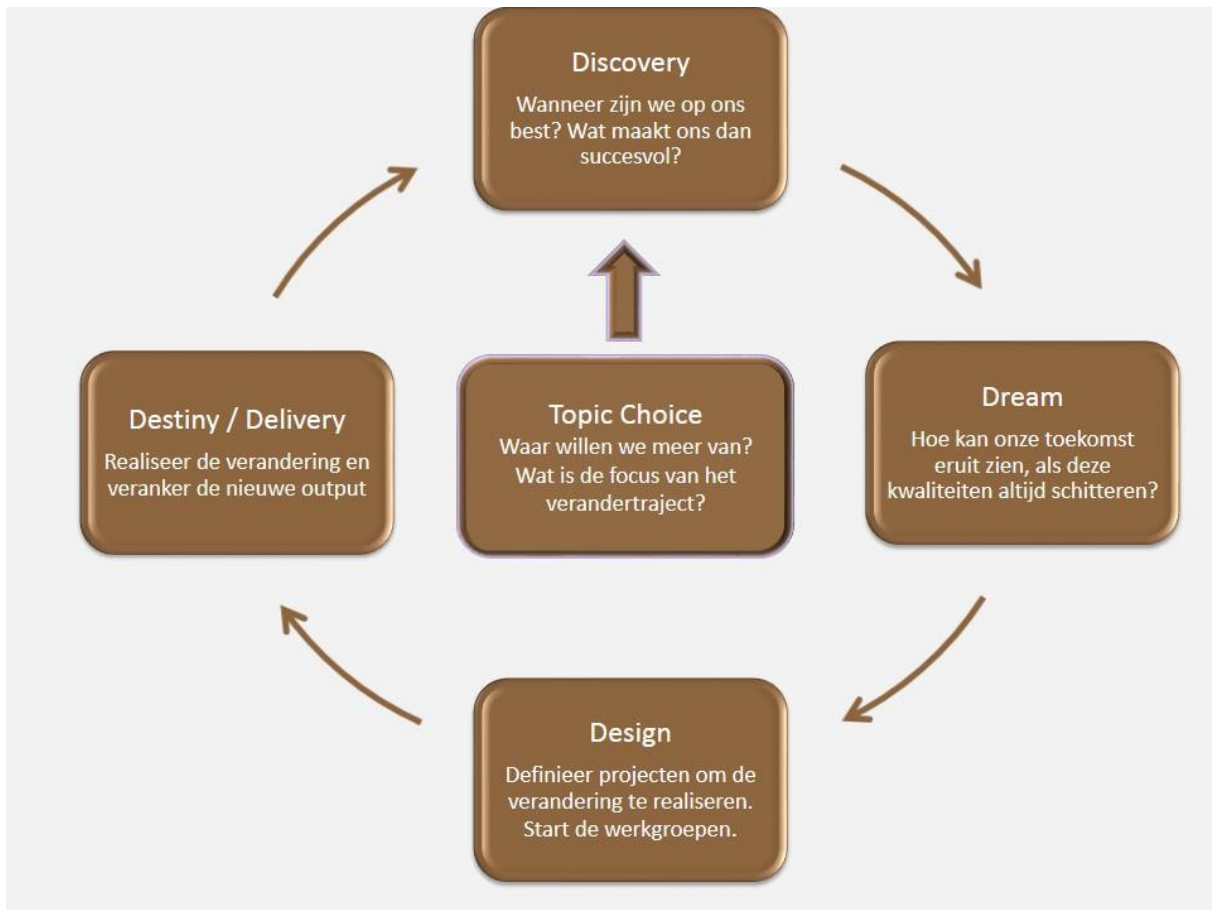 Discovery
Wanneer zijn we op ons
best? Wat maakt ons dan
succesvol?
Destiny / Delivery
Realiseer de verandering en
veranker de nieuwe output
Topic Choice
Waar willen we meer van?
Wat is de focus van het
verandertraject?
Dream
Hoe kan onze toekomst
eruit zien, als deze
kwaliteiten altijd schitteren?
Design
Definieer projecten om de
verandering te realiseren.
Start de werkgroepen.